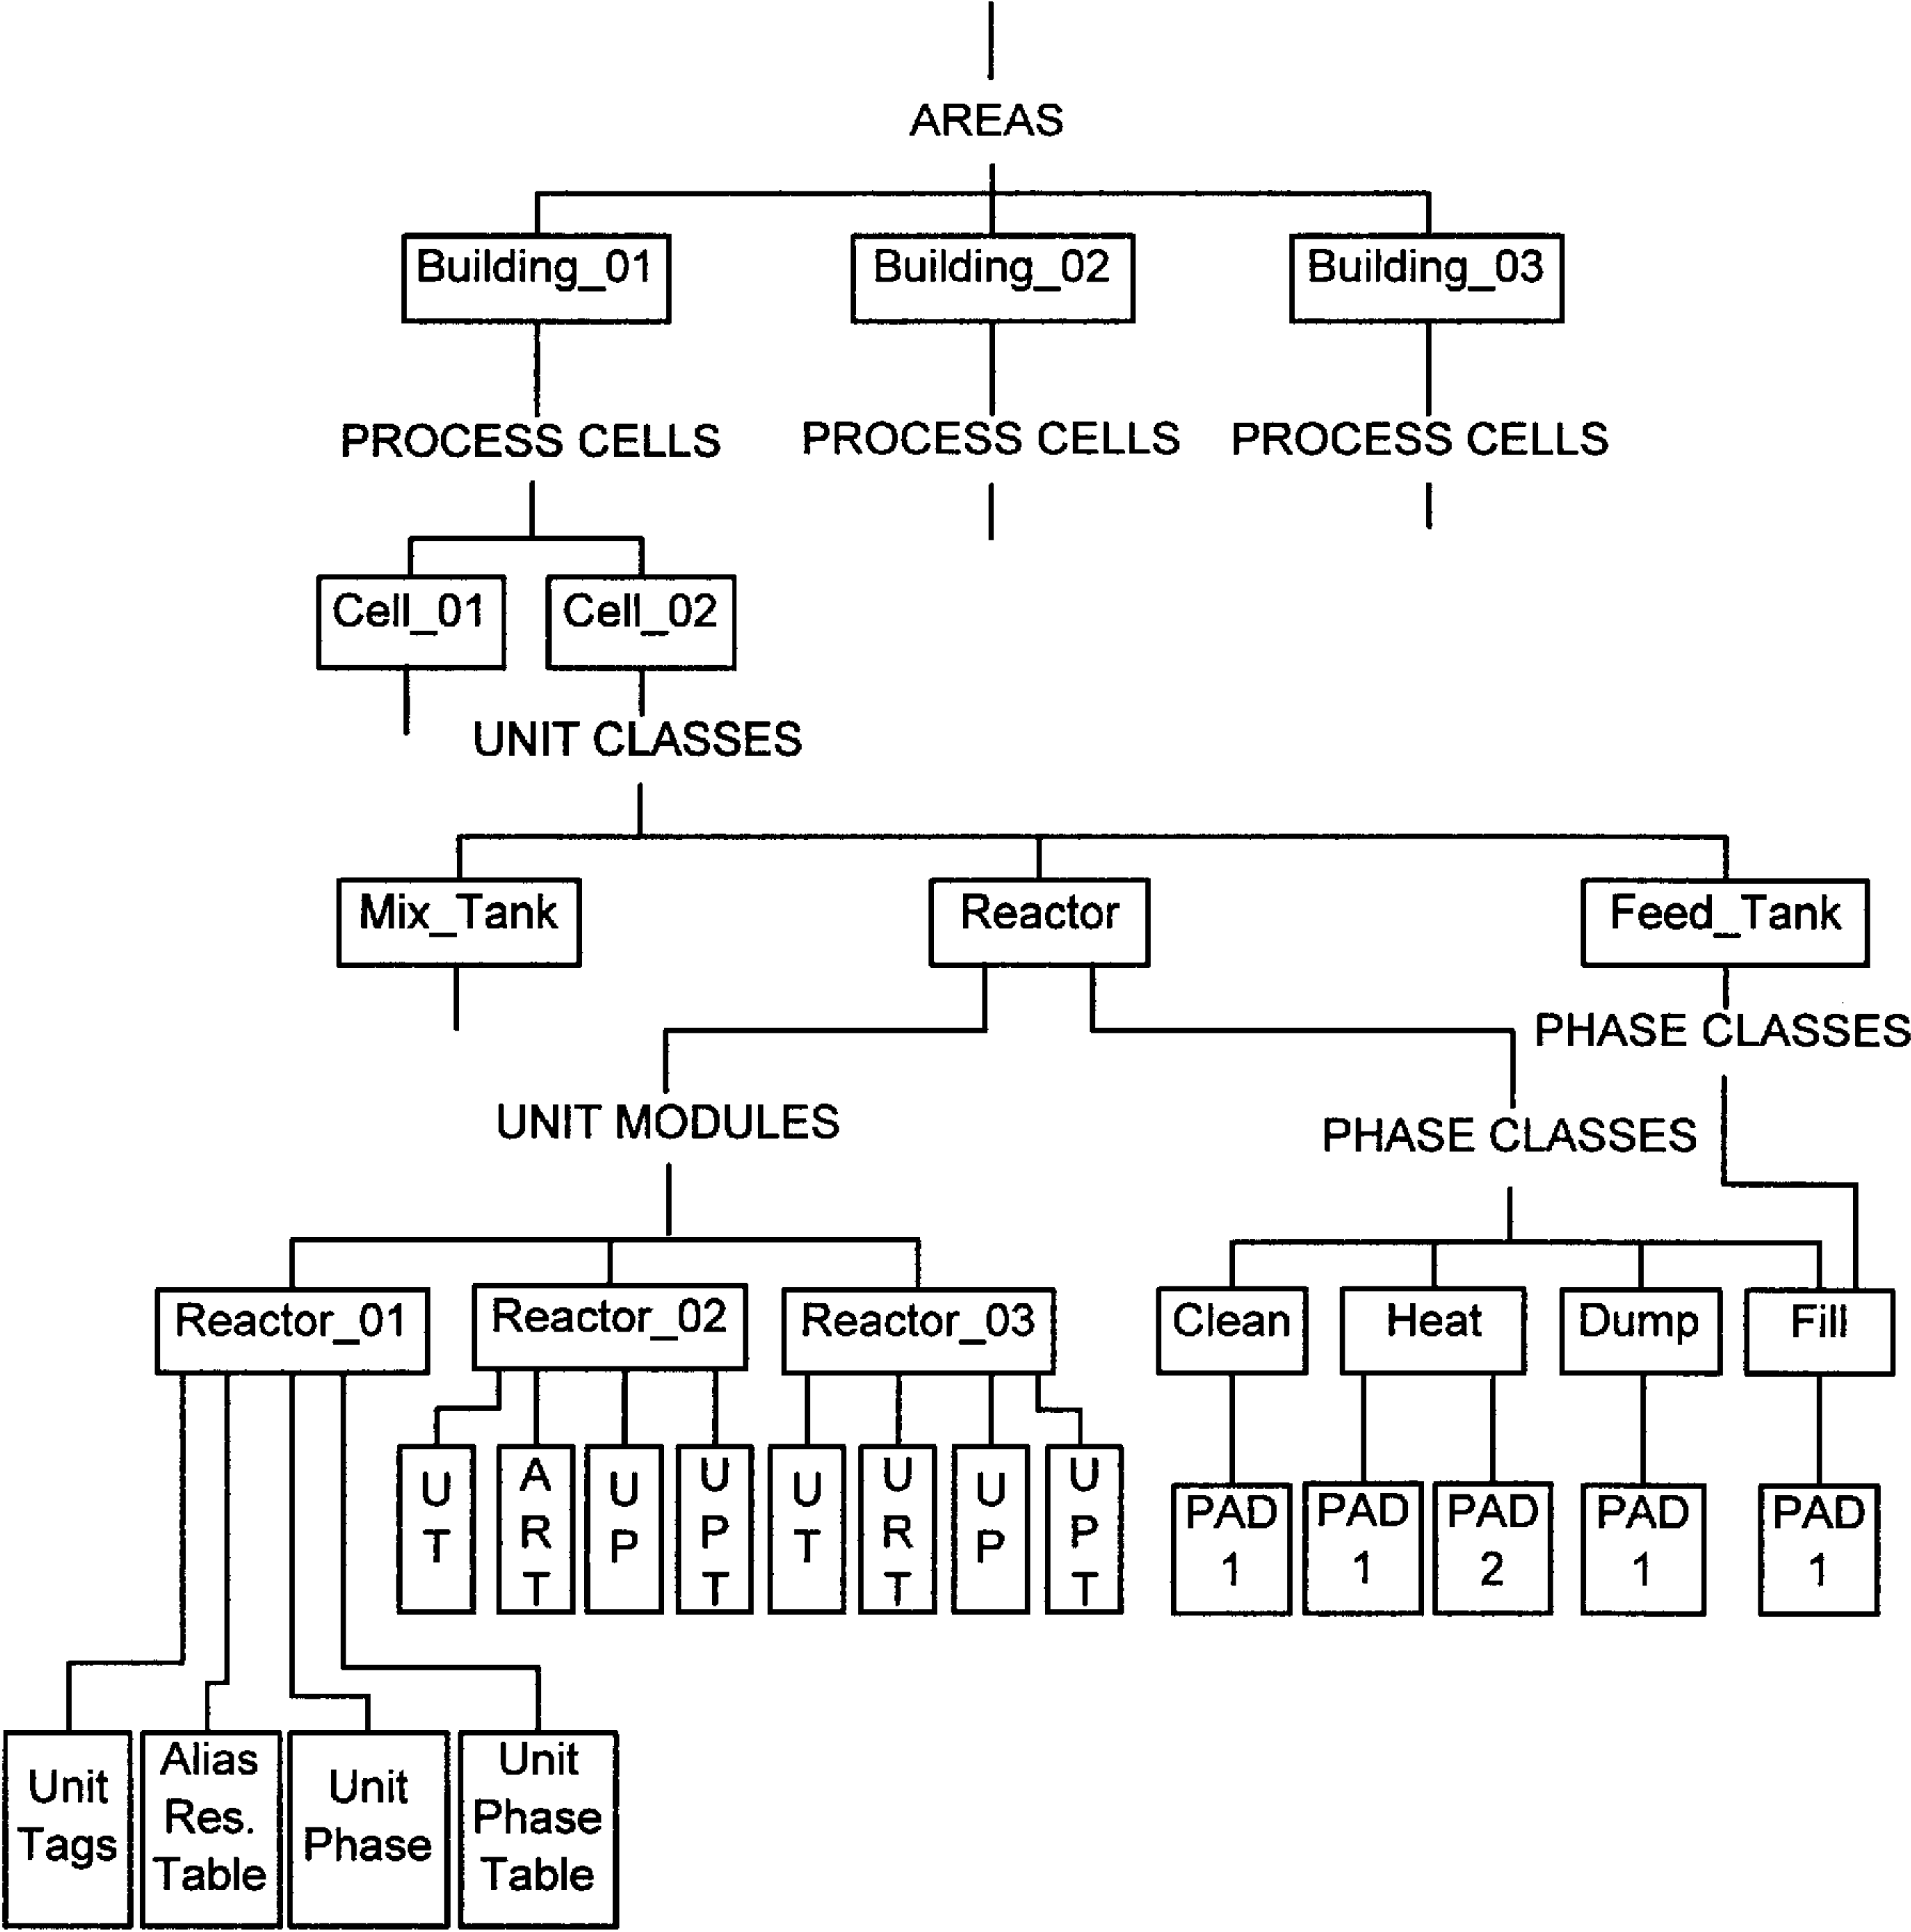 AREAS
Building_01
Building_02
Building_03
PROCESS CELLS
PROCESS CELLS
PROCESS CELLS
Cell_01
Cell_02
UNIT CLASSES
Mix_Tank
Reactor
Feed_Tank
PHASE CLASSES
UNIT MODULES
PHASE CLASSES
Reactor_01
Reactor_02
Reactor_03
Clean
Heat
Dump
Fill
U
T
A
R
T
U
P
U
P
T
U
T
U
R
T
U
P
U
P
T
PAD
1
PAD
1
PAD
2
PAD
1
PAD
1
Unit
Tags
Alias
Res.
Table
Unit
Phase
Unit
Phase
Table